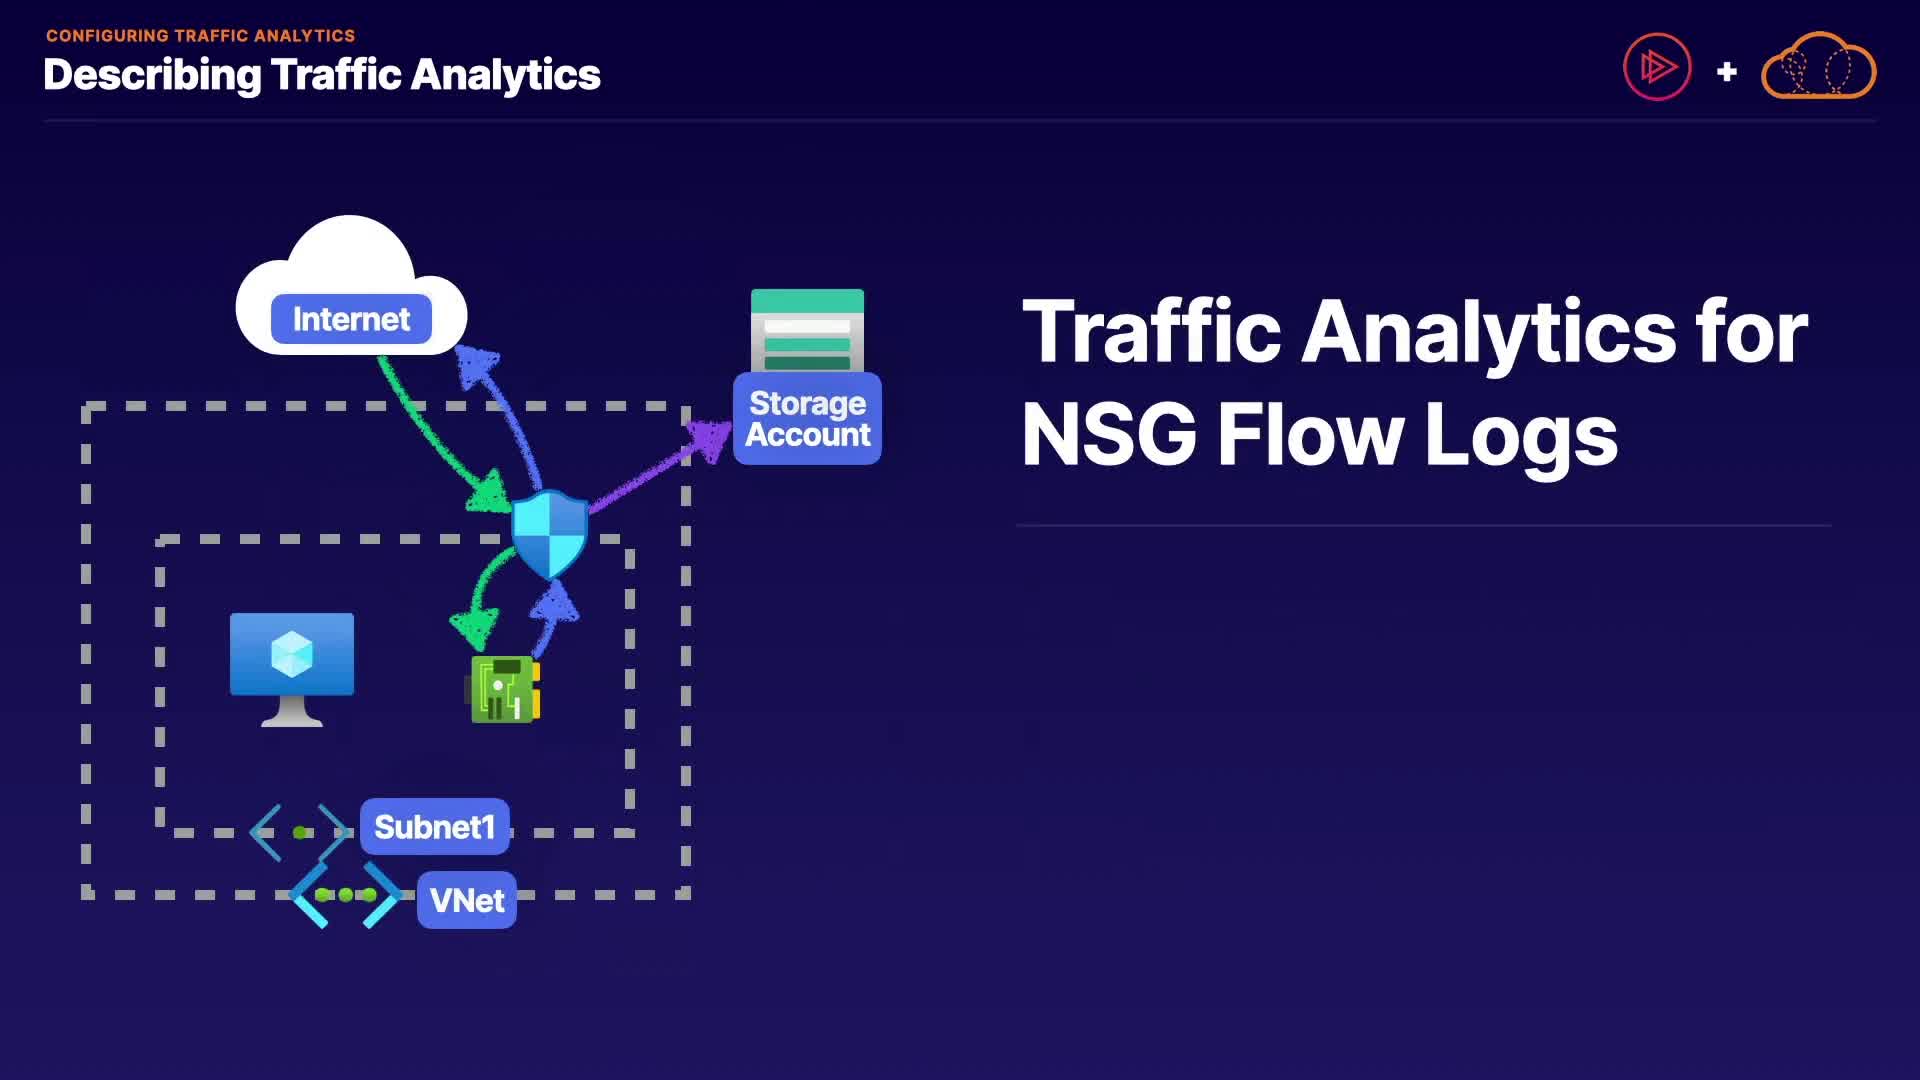 CONFIGURING TRAFFIC ANALYTICS
Describing Traffic Analytics
Internet
Storage
Account
Traffic Analytics for
NSG Flow Logs
Subnet1
VNet